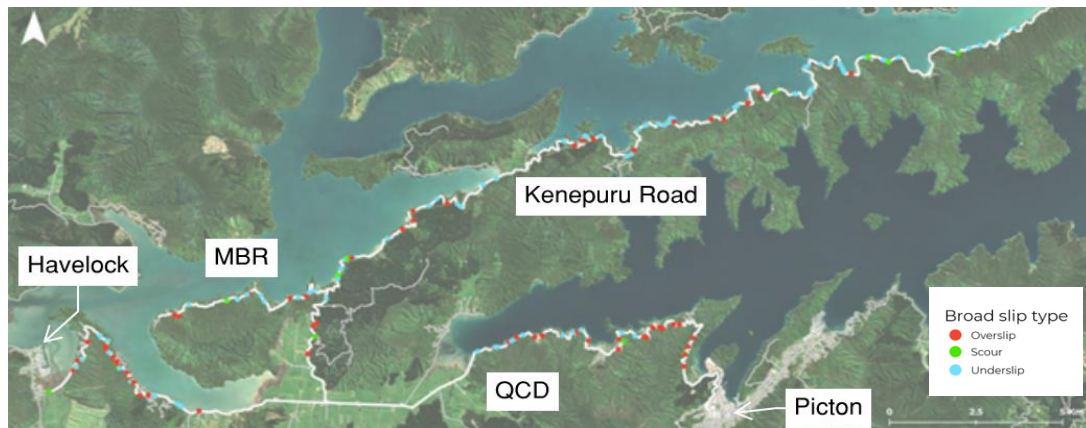 Kenepuru Road
MBR
Havelock
Broad slip type
Overslip
Scour
Underslip
QCD
Picton
0 2.5